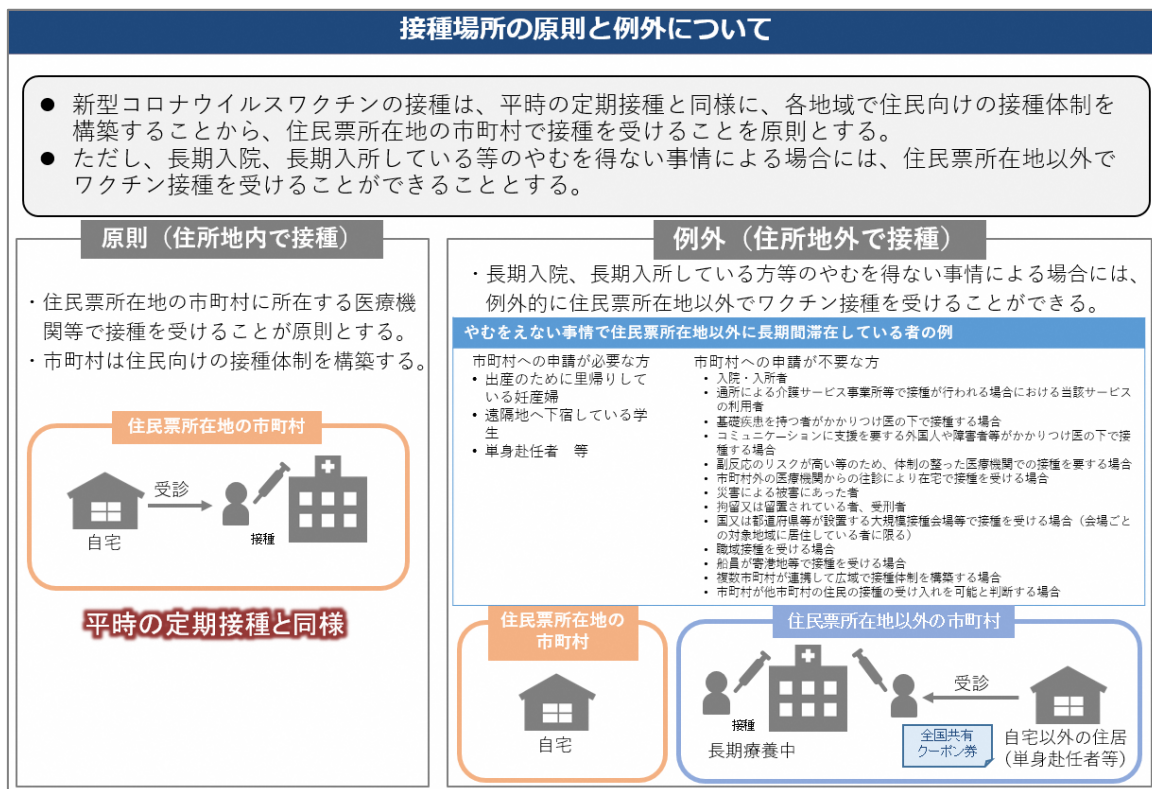 接種場所の原則と例外について
● 新型コロナウイルスワクチンの接種は、平時の定期接種と同様に、各地域で住民向けの接種体制を
構築することから、住民票所在地の市町村で接種を受けることを原則とする。
● ただし、長期入院、長期入所している等のやむを得ない事情による場合には、住民票所在地以外で
ワクチン接種を受けることができることとする。
原則（住所地内で接種）
・住民票所在地の市町村に所在する医療機
関等で接種を受けることが原則とする。
・市町村は住民向けの接種体制を構築する。
住民票所在地の市町村
受診
自宅
接種
平時の定期接種と同様
例外（住所地外で接種）
・長期入院、長期入所している方等のやむを得ない事情による場合には、
例外的に住民票所在地以外でワクチン接種を受けることができる。
やむをえない事情で住民票所在地以外に長期間滞在している者の例
市町村への申請が必要な方
• 出産のために里帰りして
いる妊産婦
• 遠隔地へ下宿している学
生
• 単身赴任者　等
市町村への申請が不要な方
• 入院・入所者
• 通所による介護サービス事業所等で接種が行われる場合における当該サービス
の利用者
• 基礎疾患を持つ者がかかりつけ医の下で接種する場合
• コミュニケーションに支援を要する外国人や障害者等がかかりつけ医の下で接
種する場合
• 副反応のリスクが高い等のため、体制の整った医療機関での接種を要する場合
• 市町村外の医療機関からの往診により在宅で接種を受ける場合
• 災害による被害にあった者
• 拘留又は留置されている者、受刑者
• 国又は都道府県等が設置する大規模接種会場等で接種を受ける場合（会場ごと
の対象地域に居住している者に限る）
• 職域接種を受ける場合
• 船員が寄港地等で接種を受ける場合
• 複数市町村が連携して広域で接種体制を構築する場合
• 市町村が他市町村の住民の接種の受け入れを可能と判断する場合
住民票所在地の
市町村
自宅
住民票所在地以外の市町村
接種
長期療養中
受診
全国共有
クーポン券
自宅以外の住居
（単身赴任者等）